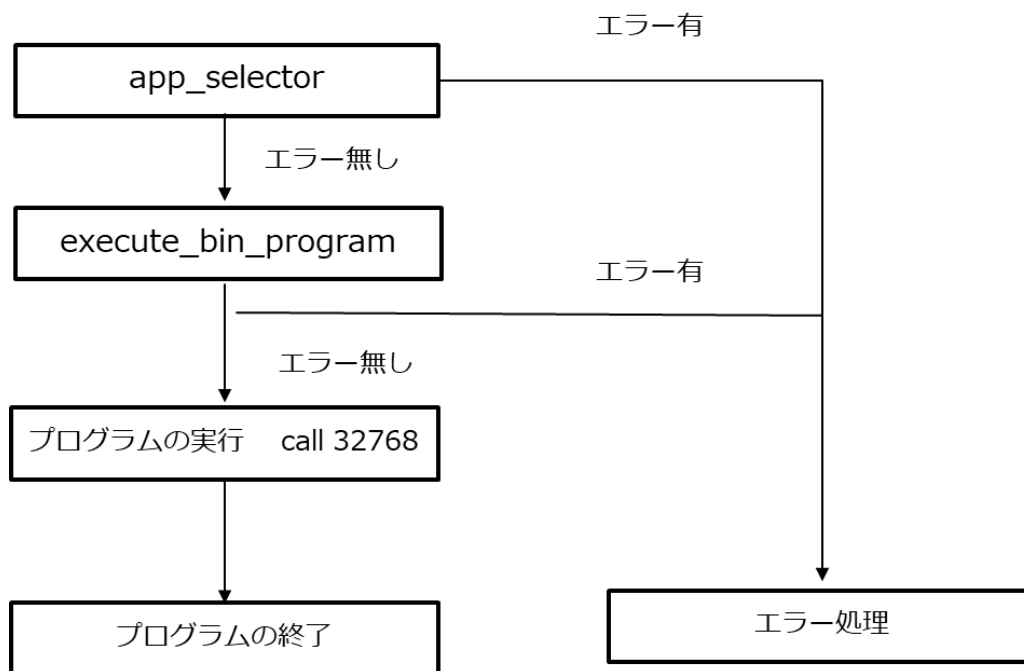 エラー有
app_selector
エラー無し
execute_bin_program
エラー有
エラー無し
プログラムの実行 call 32768
プログラムの終了
エラー処理